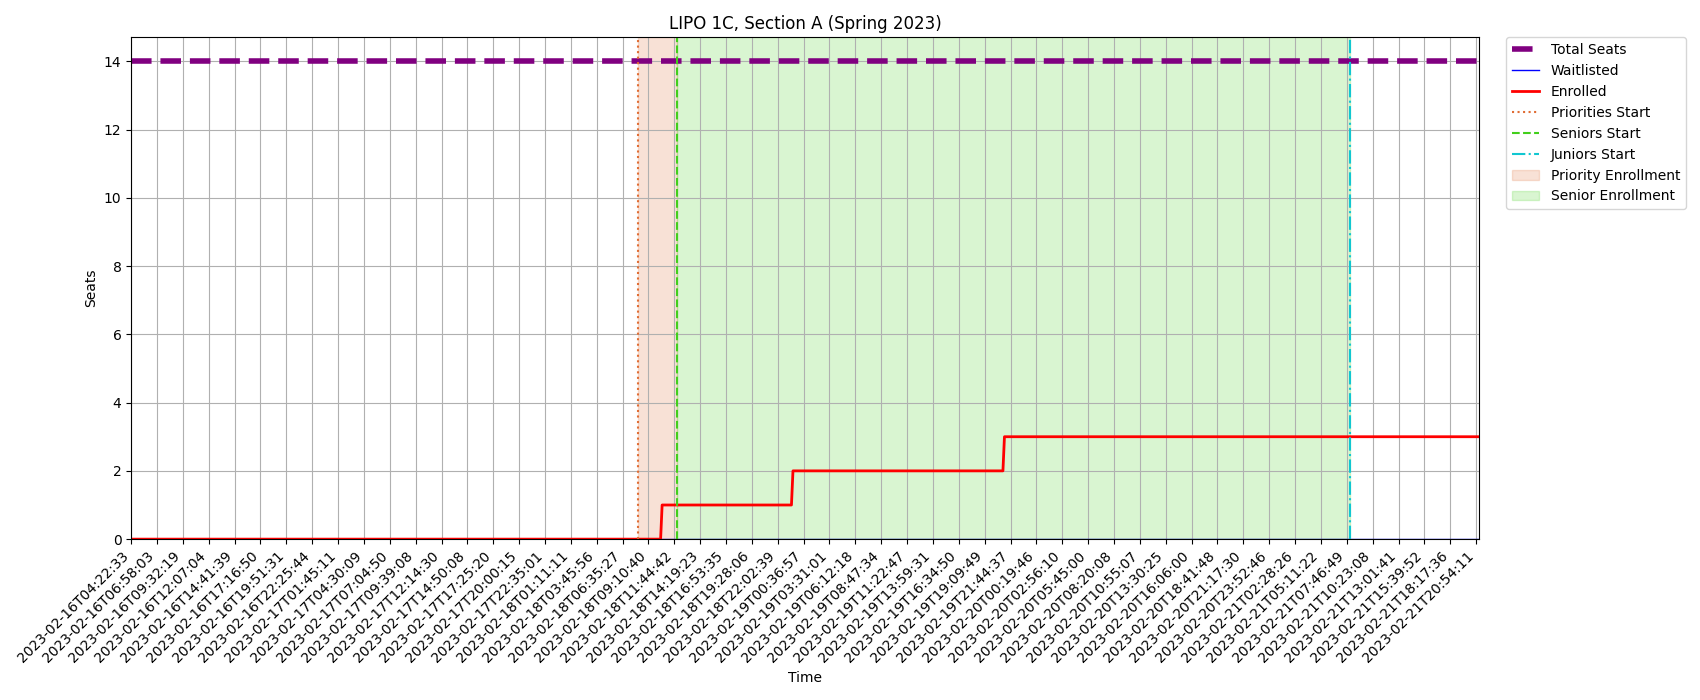 LIPO 1C, Section A (Spring 2023)
Total Seats
Waitlisted
Enrolled
Priorities Start
Seniors Start
Juniors Start
Priority Enrollment
Senior Enrollment
Seats
14
12
10
8
6
4
2
0
2023-02-16T04:22:33
2023-02-16T06:58:03
2023-02-16T09:32:19
2023-02-16T12:07:04
2023-02-16T14:41:39
2023-02-16T17:16:50
2023-02-16T19:51:31
2023-02-16T22:25:44
2023-02-17T01:45:11
2023-02-17T04:30:09
2023-02-17T07:04:50
2023-02-17T09:39:08
2023-02-17T12:14:30
2023-02-17T14:50:08
2023-02-17T17:25:20
2023-02-17T20:00:15
2023-02-17T22:35:01
2023-02-18T01:11:11
2023-02-18T03:45:56
2023-02-18T06:35:27
2023-02-18T09:10:40
2023-02-18T11:44:42
2023-02-18T14:19:23
2023-02-18T16:53:35
2023-02-18T19:28:06
2023-02-18T22:02:39
2023-02-19T00:36:57
2023-02-19T03:31:01
2023-02-19T06:12:18
2023-02-19T08:47:34
2023-02-19T11:22:47
2023-02-19T13:59:31
2023-02-19T16:34:50
2023-02-19T19:09:49
2023-02-19T21:44:37
2023-02-20T00:19:46
2023-02-20T02:56:10
2023-02-20T05:45:00
2023-02-20T08:20:08
2023-02-20T10:55:07
2023-02-20T13:30:25
2023-02-20T16:06:00
2023-02-20T18:41:48
2023-02-20T21:17:30
2023-02-20T23:52:46
2023-02-21T02:28:26
2023-02-21T05:11:22
2023-02-21T07:46:49
2023-02-21T10:23:08
2023-02-21T13:01:41
2023-02-21T15:39:52
2023-02-21T18:17:36
2023-02-21T20:54:11
Time